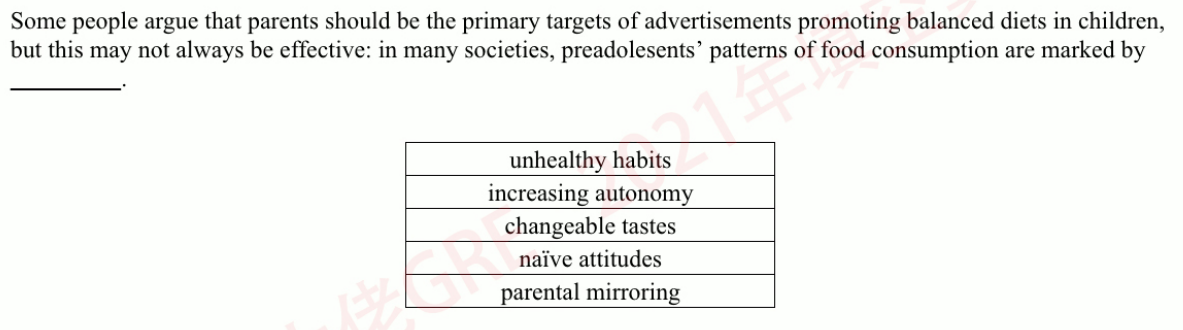 Some people argue that parents should be the primary targets of advertisements promoting balanced diets in children,
but this may not always be effective: in many societies, preadolesents’ patterns of food consumption are marked by
__________.
unhealthy habits
increasing autonomy
changeable tastes
naïve attitudes
parental mirroring
佬GRE 2021年填空